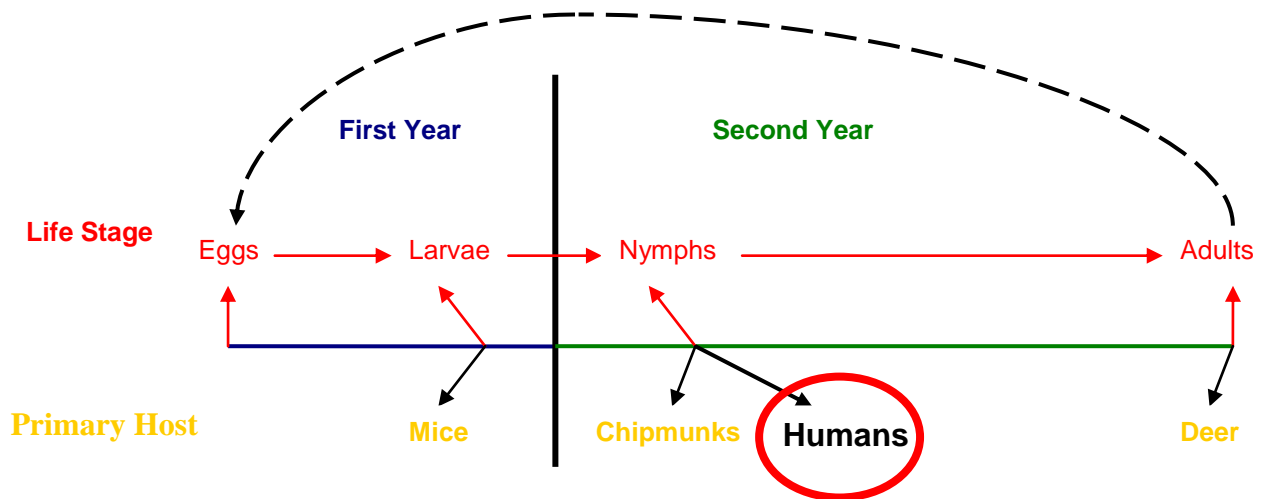 First Year Second Year
Life Stage
Eggs Larvae Nymphs Adults
Primary Host
Mice Chipmunks Humans Deer